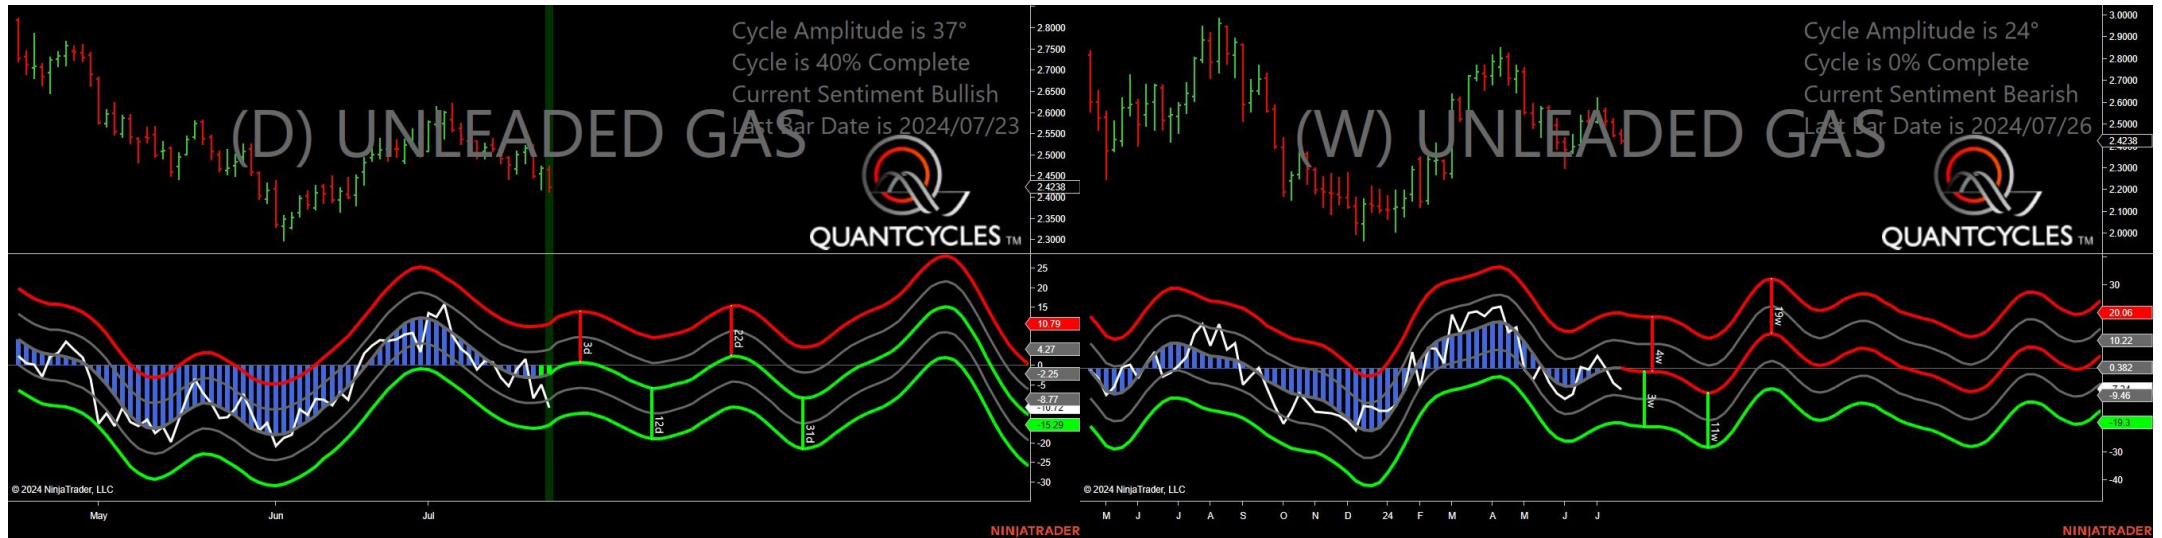 Cycle Amplitude is 37°
Cycle is 40% Complete
Current Sentiment Bullish
Last Bar Date is 2024/07/23
(D) UNLEADED GAS
QUANTCYCLES TM
2.8000
2.7500
2.7000
2.6500
2.6000
2.5500
2.5000
2.4500
2.4238
2.4000
2.3500
2.3000
25
20
15
10.79
4.27
0
-2.25
-5
-8.77
-10.72
-15.29
-20
-25
-30
3d
12d
22d
31d
© 2024 NinjaTrader, LLC
May Jun Jul
NINJATRADER
Cycle Amplitude is 24°
Cycle is 0% Complete
Current Sentiment Bearish
Last Bar Date is 2024/07/26
(W) UNLEADED GAS
QUANTCYCLES TM
3.0000
2.9000
2.8000
2.7000
2.6000
2.5000
2.4238
2.3000
2.2000
2.1000
2.0000
30
20.06
10.22
0.382
-9.46
-19.3
-30
-40
4w
3w
11w
19w
© 2024 NinjaTrader, LLC
M J J A S O N D 24 F M A M J J
NINJATRADER